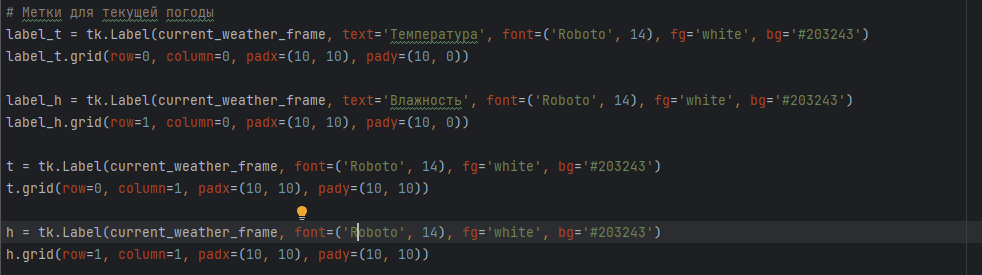 # Метки для текущей погоды
label_t = tk.Label(current_weather_frame, text='Температура', font=('Roboto', 14), fg='white', bg='#203243')
label_t.grid(row=0, column=0, padx=(10, 10), pady=(10, 0))
label_h = tk.Label(current_weather_frame, text='Влажность', font=('Roboto', 14), fg='white', bg='#203243')
label_h.grid(row=1, column=0, padx=(10, 10), pady=(10, 0))
t = tk.Label(current_weather_frame, font=('Roboto', 14), fg='white', bg='#203243')
t.grid(row=0, column=1, padx=(10, 10), pady=(10, 10))
h = tk.Label(current_weather_frame, font=('Roboto', 14), fg='white', bg='#203243')
h.grid(row=1, column=1, padx=(10, 10), pady=(10, 10))